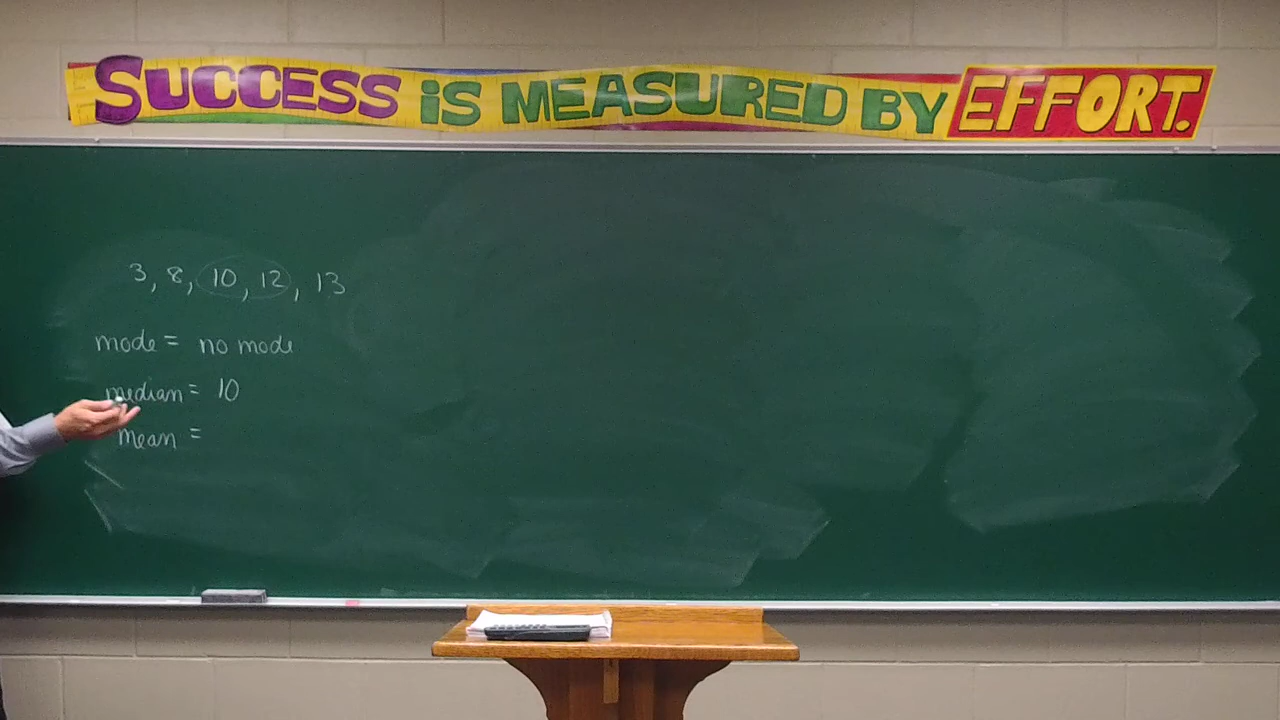 SUCCESS iS MEASURED BY EFFORT.
3, 8, 10, 12, 13
mode = no mode
median = 10
mean =